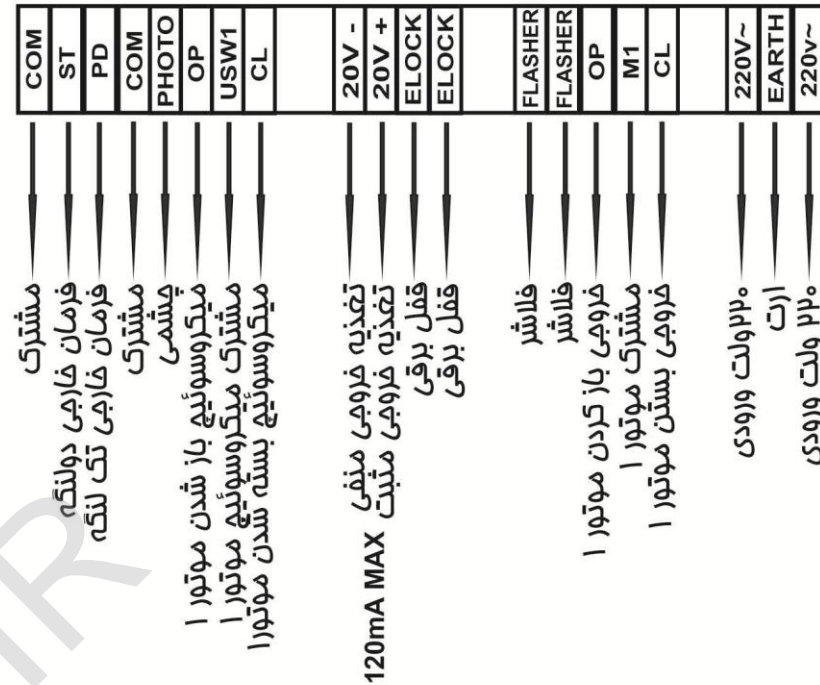 COM
ST
PD
COM
PHOTO
OP
USW1
CL
20V -
20V +
ELOCK
ELOCK
FLASHER
FLASHER
OP
M1
CL
220V~
EARTH
220v~
مشترک
فرمان خارجی دولنگه
فرمان خارجی تک لنگه
مشترک
چشمی
میکروسوئیچ باز شدن موتور ۱
مشترک میکروسوئیچ موتور ۱
میکروسوئیچ بسته شدن موتور۱
تغذیه خروجی منفی
تغذیه خروجی مثبت
120mA MAX
قفل برقی
قفل برقی
فلاشر
فلاشر
خروجی باز کردن موتور ۱
مشترک موتور ۱
خروجی بستن موتور ۱
۲۲۰ولت ورودی
ارت
۲۲۰ ولت ورودی
IR